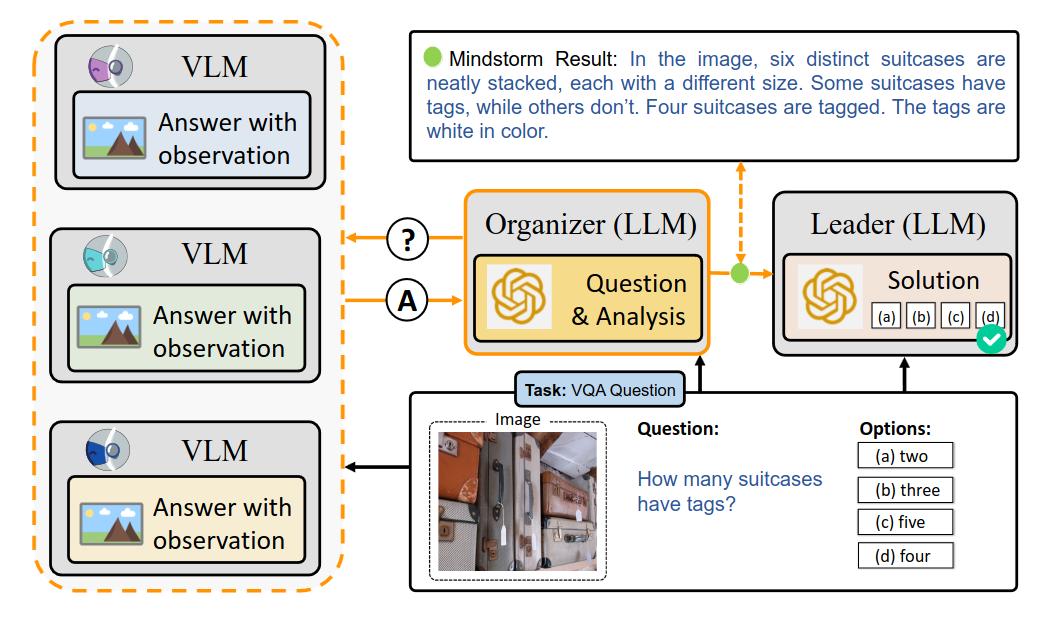 VLM
Answer with
observation
VLM
Answer with
observation
VLM
Answer with
observation
Mindstorm Result: In the image, six distinct suitcases are
neatly stacked, each with a different size. Some suitcases have
tags, while others don't. Four suitcases are tagged. The tags are
white in color.
?
A
Organizer (LLM)
Question
& Analysis
Leader (LLM)
Solution
(a) (b) (c) (d)
Task: VQA Question
Image
Question:
How many suitcases
have tags?
Options:
(a) two
(b) three
(c) five
(d) four